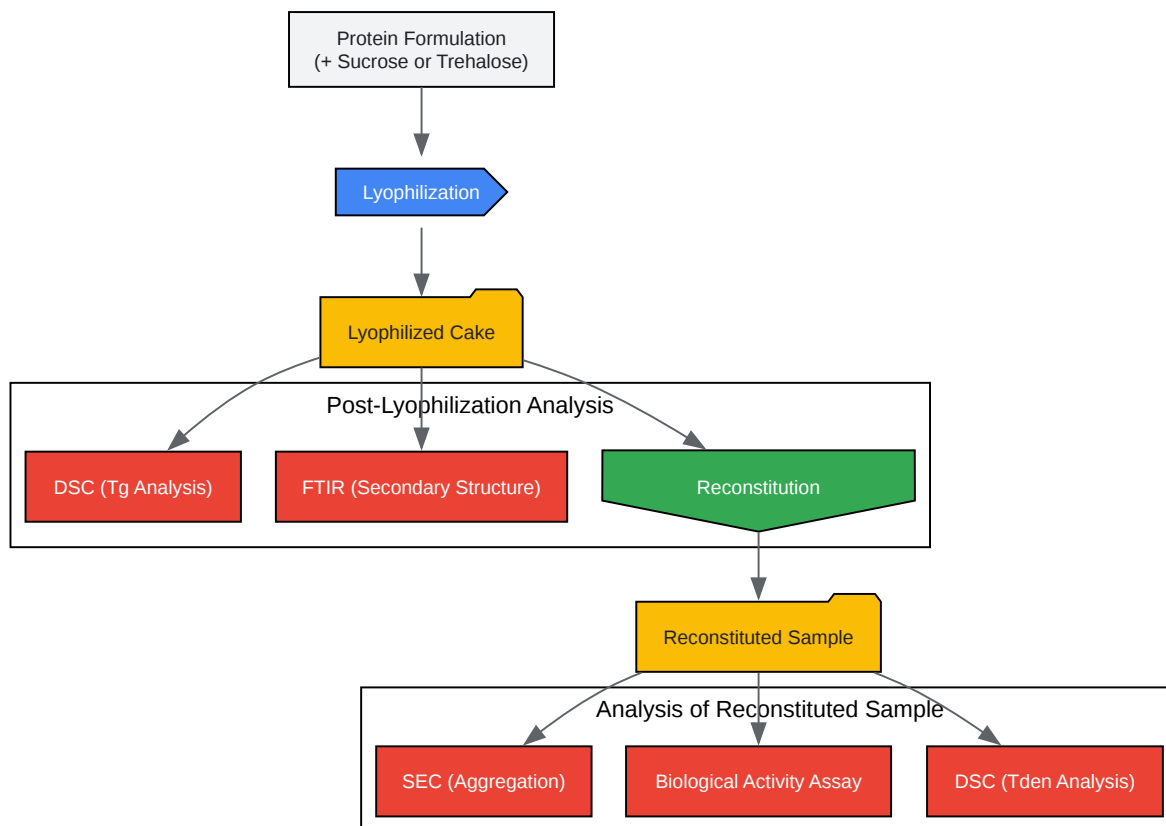 Protein Formulation
(+ Sucrose or Trehalose)
Lyophilization
Lyophilized Cake
Post-Lyophilization Analysis
DSC (Tg Analysis)
FTIR (Secondary Structure)
Reconstitution
Reconstituted Sample
Analysis of Reconstituted Sample
SEC (Aggregation)
Biological Activity Assay
DSC (Tden Analysis)